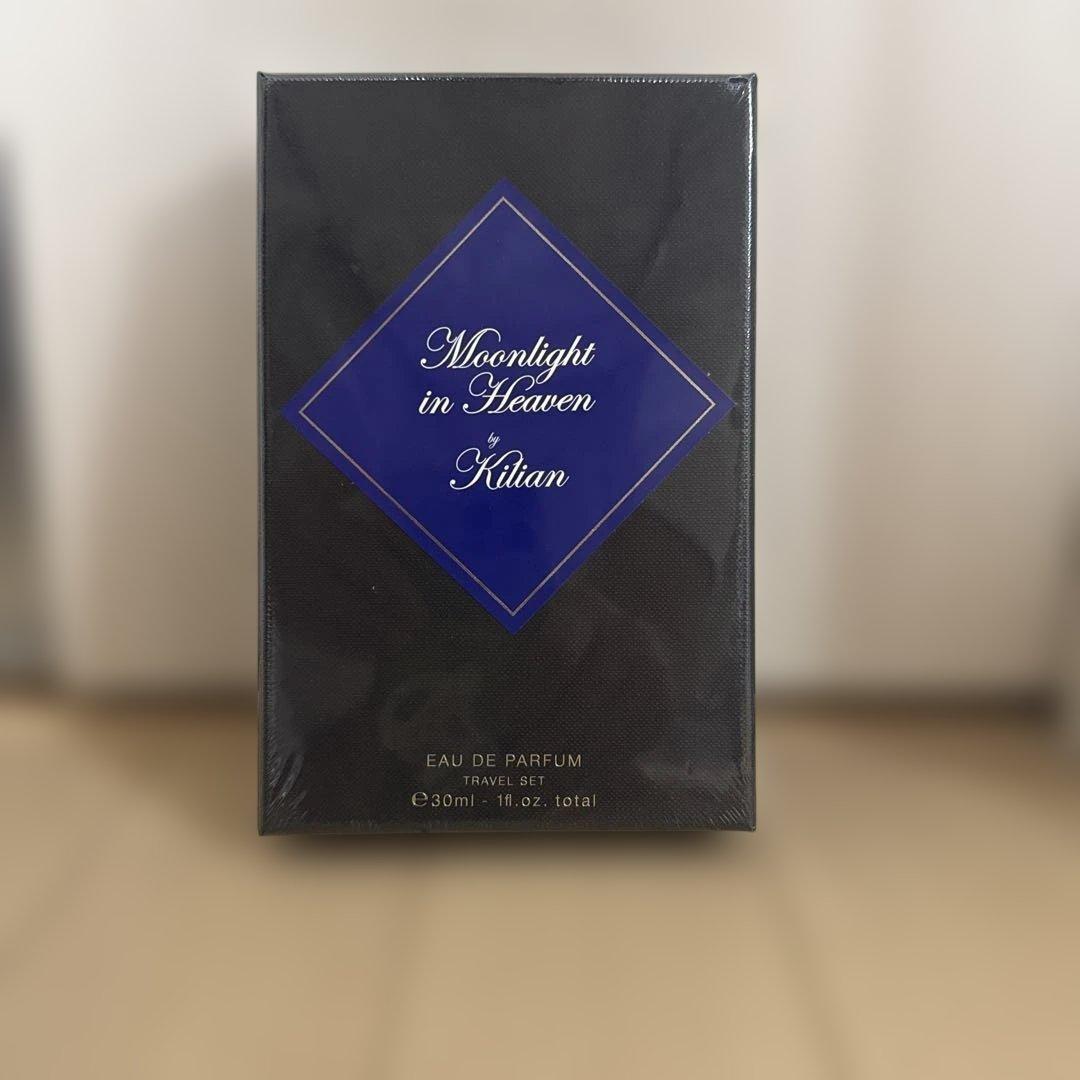 Moonlight
in Heaven
by
Kilian
EAU DE PARFUM
TRAVEL SET
℮30ml - 1fl.oz. total